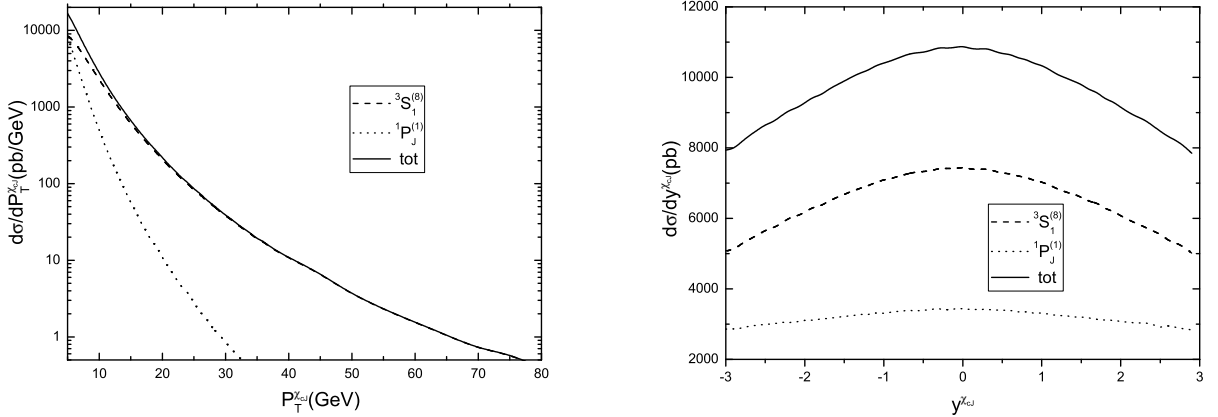 10000
1000
100
10
1
10 20 30 40 50 60 70 80
dσ/dP_T^χcJ(pb/GeV)
P_T^χcJ(GeV)
³S₁⁽⁸⁾
¹P_J⁽¹⁾
tot
12000
10000
8000
6000
4000
2000
-3 -2 -1 0 1 2 3
dσ/dy^χcJ(pb)
y^χcJ
³S₁⁽⁸⁾
¹P_J⁽¹⁾
tot